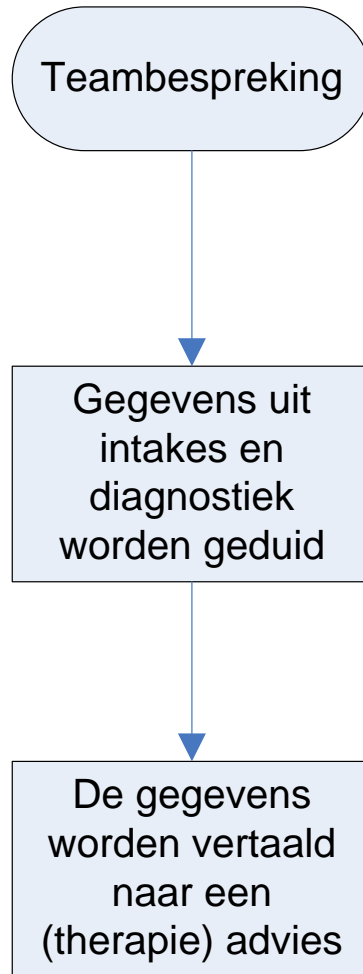 Teambespreking
Gegevens uit
intakes en
diagnostiek
worden geduid
De gegevens
worden vertaald
naar een
(therapie) advies